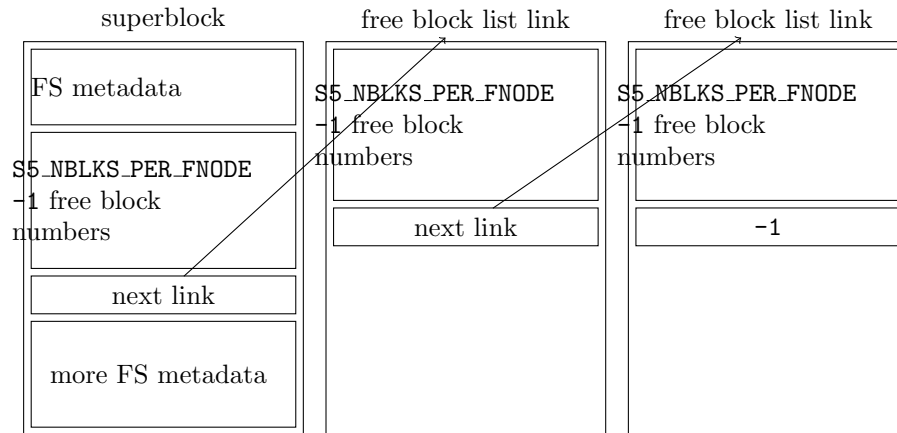 superblock
FS metadata
S5_NBLKS_PER_FNODE
-1 free block
numbers
next link
more FS metadata
free block list link
S5_NBLKS_PER_FNODE
-1 free block
numbers
next link
free block list link
S5_NBLKS_PER_FNODE
-1 free block
numbers
-1